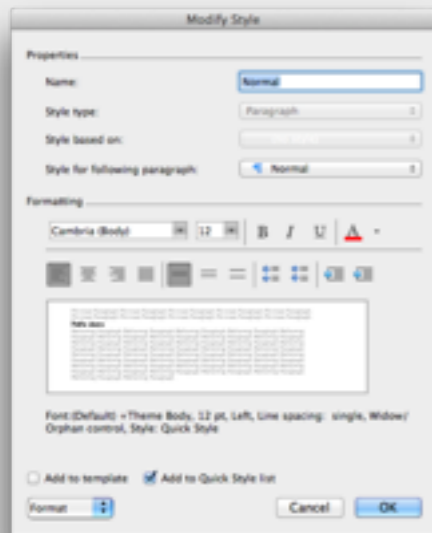 Modify Style
Properties
Name: Normal
Style type: Paragraph
Style based on:
Style for following paragraph: ¶ Normal
Formatting
Cambria (Body) 12 B I U A
Font:(Default) +Theme Body, 12 pt, Left, Line spacing: single, Widow/
Orphan control, Style: Quick Style
Add to template Add to Quick Style list
Format Cancel OK